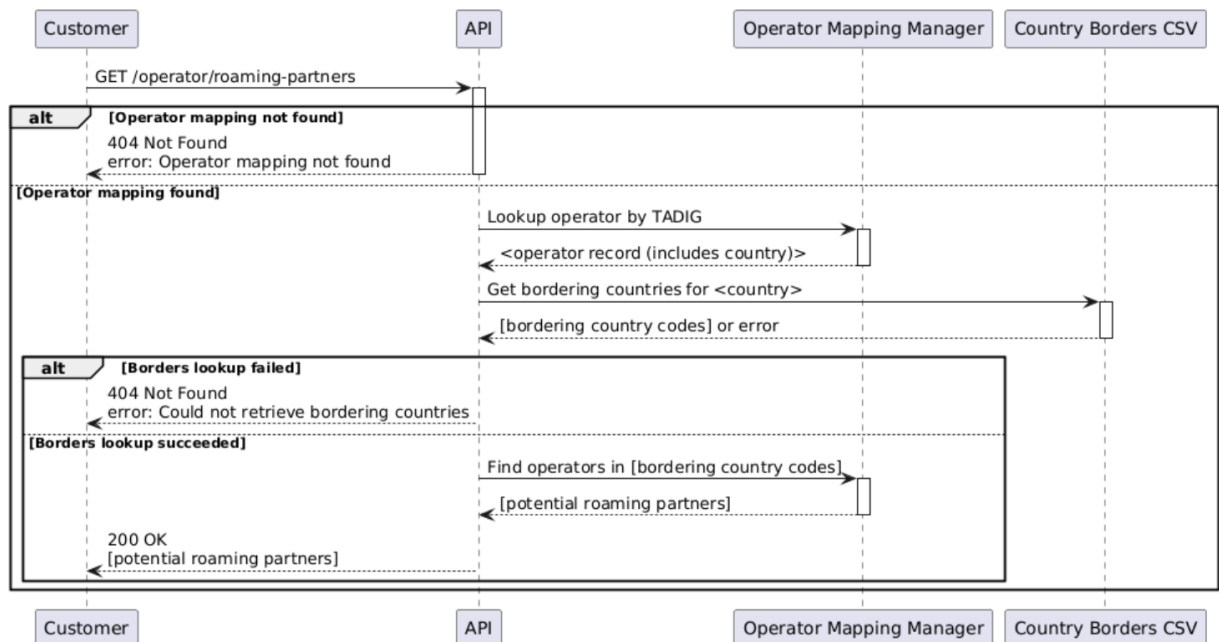 Customer
API
Operator Mapping Manager
Country Borders CSV
GET /operator/roaming-partners
alt
[Operator mapping not found]
404 Not Found
error: Operator mapping not found
[Operator mapping found]
Lookup operator by TADIG
<operator record (includes country)>
Get bordering countries for <country>
[bordering country codes] or error
alt
[Borders lookup failed]
404 Not Found
error: Could not retrieve bordering countries
[Borders lookup succeeded]
Find operators in [bordering country codes]
[potential roaming partners]
200 OK
[potential roaming partners]
Customer
API
Operator Mapping Manager
Country Borders CSV